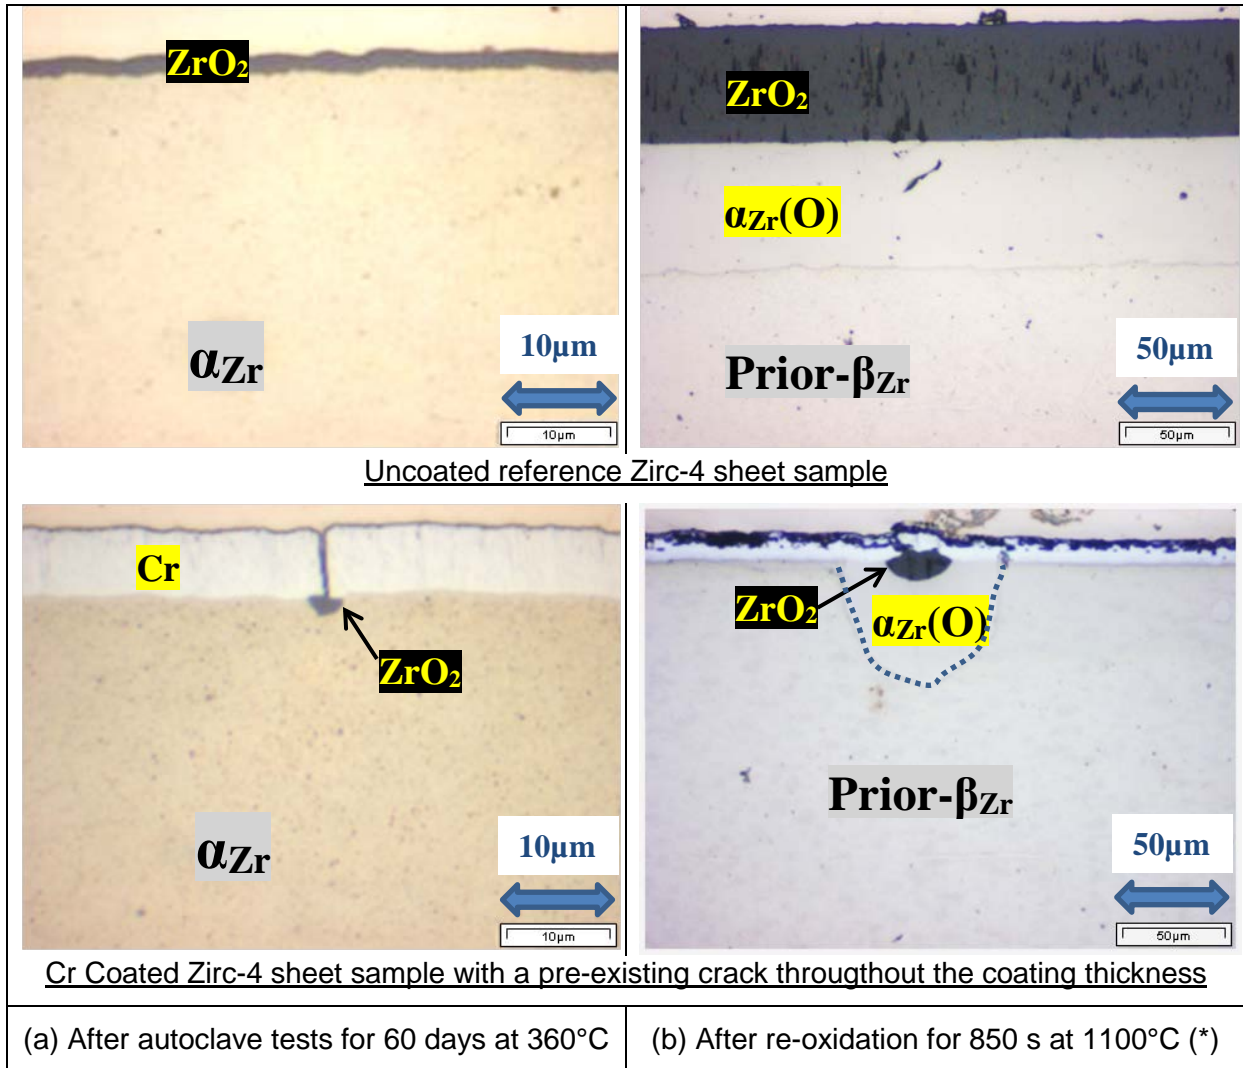 ZrO₂
αZr
10µm
10µm
ZrO₂
αZr(O)
Prior-βZr
50µm
50µm
Uncoated reference Zirc-4 sheet sample
Cr
ZrO₂
αZr
10µm
10µm
ZrO₂
αZr(O)
Prior-βZr
50µm
50µm
Cr Coated Zirc-4 sheet sample with a pre-existing crack througthout the coating thickness
(a) After autoclave tests for 60 days at 360°C
(b) After re-oxidation for 850 s at 1100°C (*)